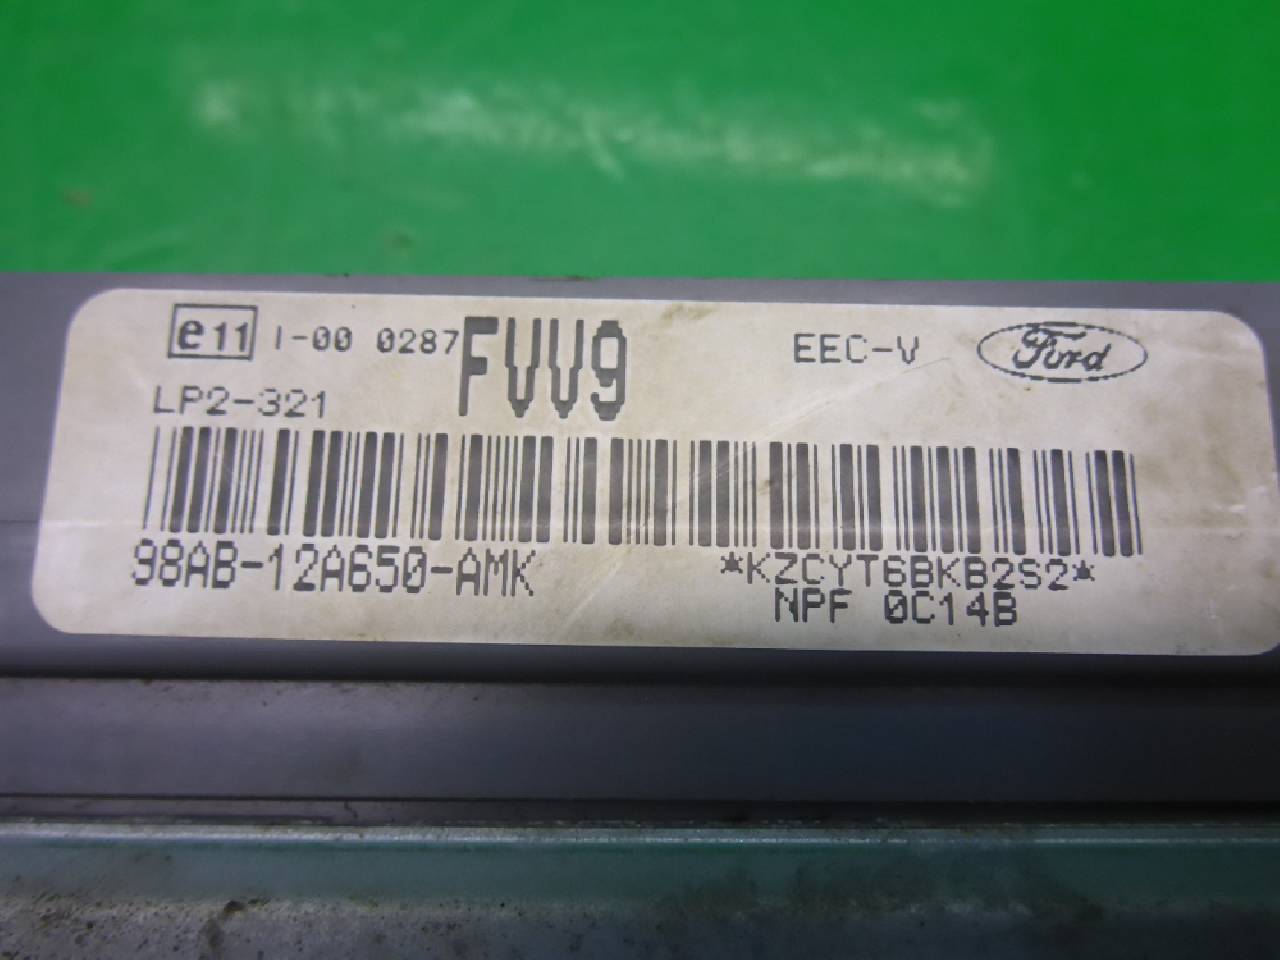 e11 I-00 0287 FVV9 EEC-V Ford
LP2-321
98AB-12A650-AMK *KZCYT6BKB2S2*
NPF 0C14B